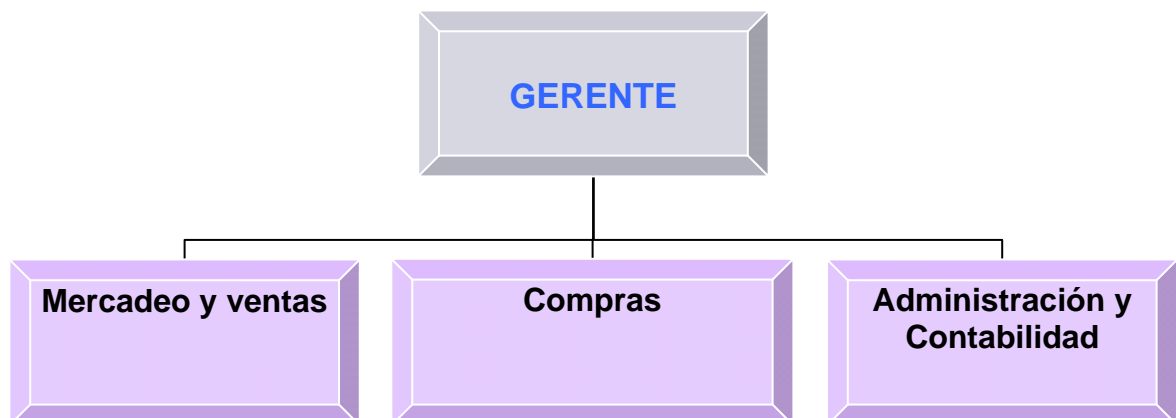 GERENTE
Mercadeo y ventas
Compras
Administración y
Contabilidad